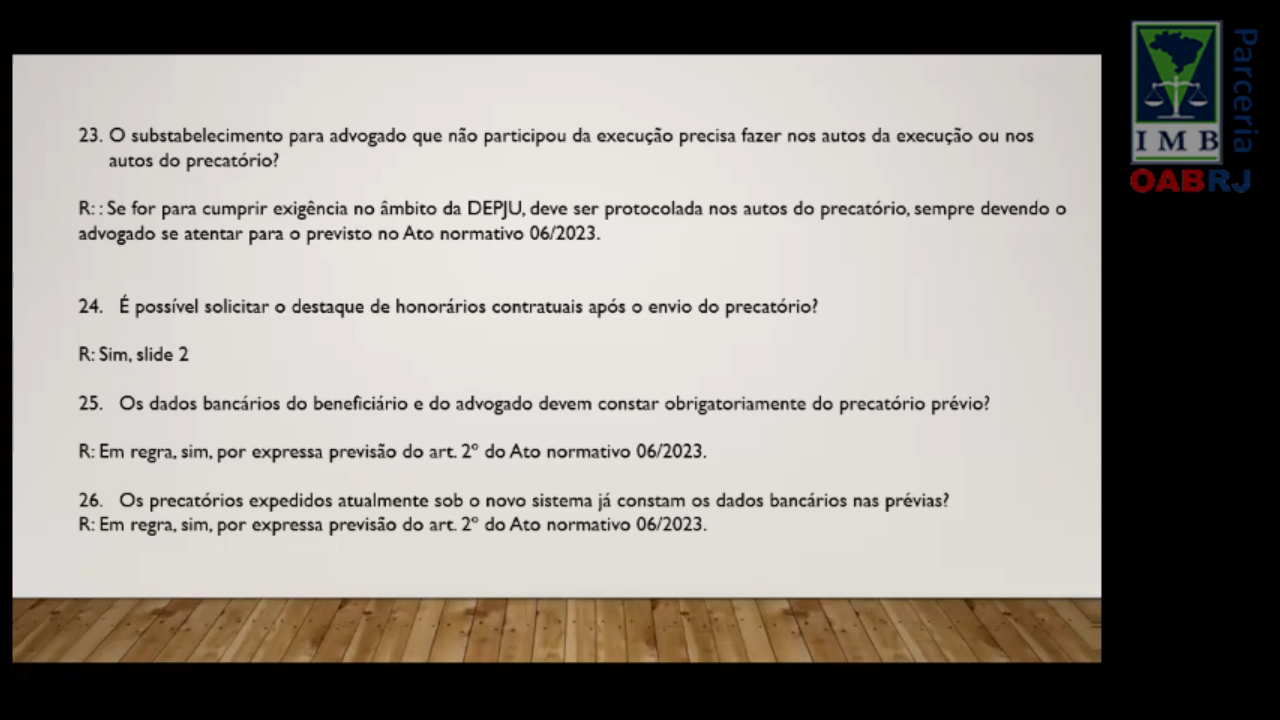 23. O substabelecimento para advogado que não participou da execução precisa fazer nos autos da execução ou nos
autos do precatório?
R: : Se for para cumprir exigência no âmbito da DEPJU, deve ser protocolada nos autos do precatório, sempre devendo o
advogado se atentar para o previsto no Ato normativo 06/2023.
24. É possível solicitar o destaque de honorários contratuais após o envio do precatório?
R: Sim, slide 2
25. Os dados bancários do beneficiário e do advogado devem constar obrigatoriamente do precatório prévio?
R: Em regra, sim, por expressa previsão do art. 2º do Ato normativo 06/2023.
26. Os precatórios expedidos atualmente sob o novo sistema já constam os dados bancários nas prévias?
R: Em regra, sim, por expressa previsão do art. 2º do Ato normativo 06/2023.
IMB
OABRJ
Parceria